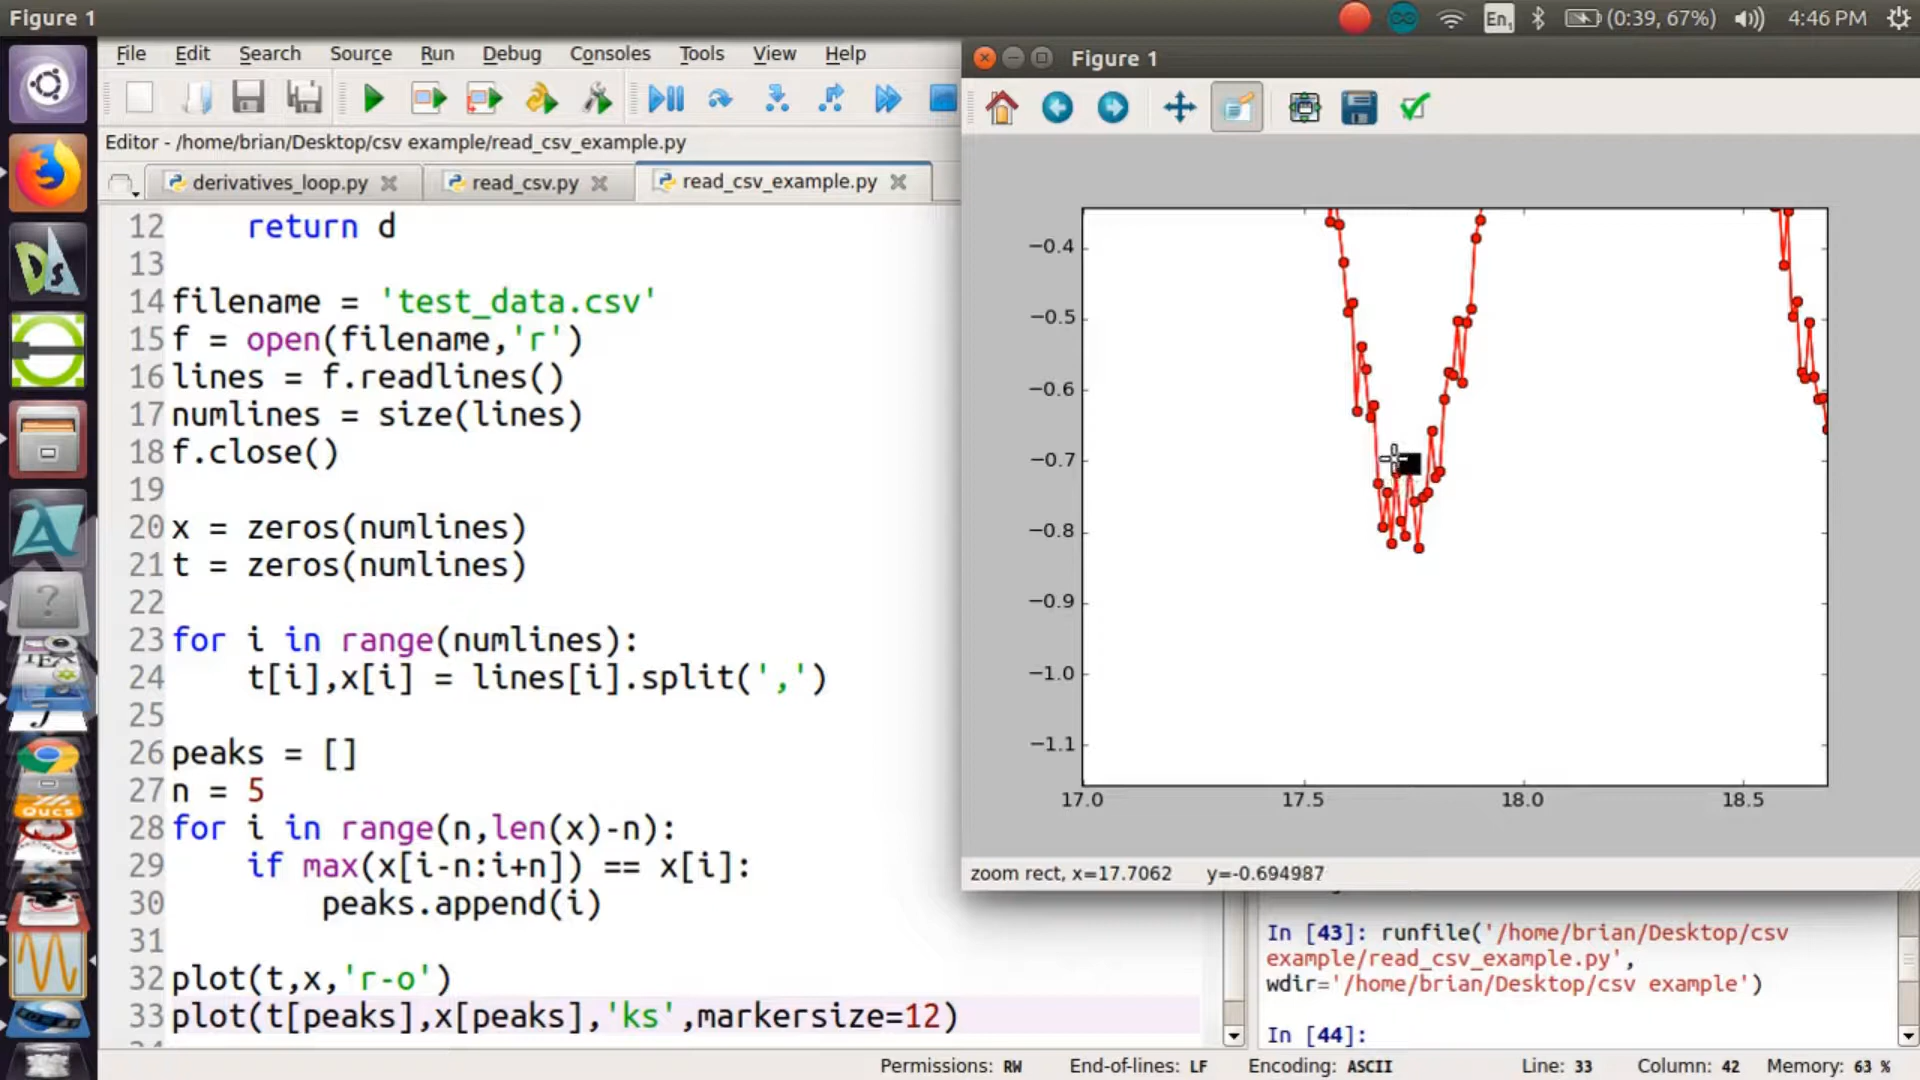 Figure 1
En1 (0:39, 67%) 4:46 PM
File Edit Search Source Run Debug Consoles Tools View Help
Editor - /home/brian/Desktop/csv example/read_csv_example.py
derivatives_loop.py read_csv.py read_csv_example.py
12 return d
13
14 filename = 'test_data.csv'
15 f = open(filename,'r')
16 lines = f.readlines()
17 numlines = size(lines)
18 f.close()
19
20 x = zeros(numlines)
21 t = zeros(numlines)
22
23 for i in range(numlines):
24 t[i],x[i] = lines[i].split(',')
25
26 peaks = []
27 n = 5
28 for i in range(n,len(x)-n):
29 if max(x[i-n:i+n]) == x[i]:
30 peaks.append(i)
31
32 plot(t,x,'r-o')
33 plot(t[peaks],x[peaks],'ks',markersize=12)
Figure 1
−0.4
−0.5
−0.6
−0.7
−0.8
−0.9
−1.0
−1.1
17.0 17.5 18.0 18.5
zoom rect, x=17.7062 y=-0.694987
In [43]: runfile('/home/brian/Desktop/csv
example/read_csv_example.py',
wdir='/home/brian/Desktop/csv example')
In [44]:
Permissions: RW End-of-lines: LF Encoding: ASCII Line: 33 Column: 42 Memory: 63 %